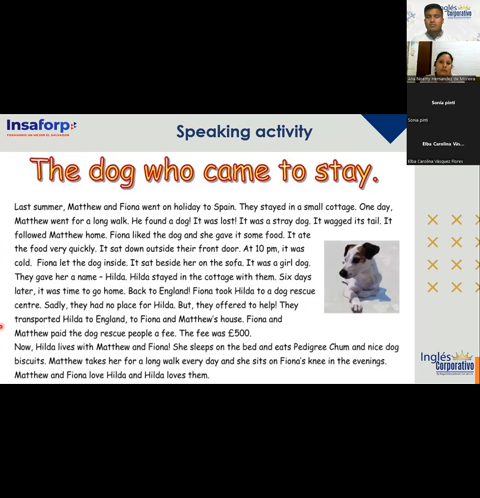 Inglés
Corporativo
Ana Noemy Hernandez de Moreira
Sonia pinti
Sonia pinti
Elba Carolina Vás...
Elba Carolina Vásquez Flores
Insaforp
Speaking activity
The dog who came to stay.
Last summer, Matthew and Fiona went on holiday to Spain. They stayed in a small cottage. One day,
Matthew went for a long walk. He found a dog! It was lost! It was a stray dog. It wagged its tail. It
followed Matthew home. Fiona liked the dog and she gave it some food. It ate
the food very quickly. It sat down outside their front door. At 10 pm, it was
cold. Fiona let the dog inside. It sat beside her on the sofa. It was a girl dog.
They gave her a name – Hilda. Hilda stayed in the cottage with them. Six days
later, it was time to go home. Back to England! Fiona took Hilda to a dog rescue
centre. Sadly, they had no place for Hilda. But, they offered to help! They
transported Hilda to England, to Fiona and Matthew's house. Fiona and
Matthew paid the dog rescue people a fee. The fee was £500.
Now, Hilda lives with Matthew and Fiona! She sleeps on the bed and eats Pedigree Chum and nice dog
biscuits. Matthew takes her for a long walk every day and she sits on Fiona's knee in the evenings.
Matthew and Fiona love Hilda and Hilda loves them.
Inglés
Corporativo